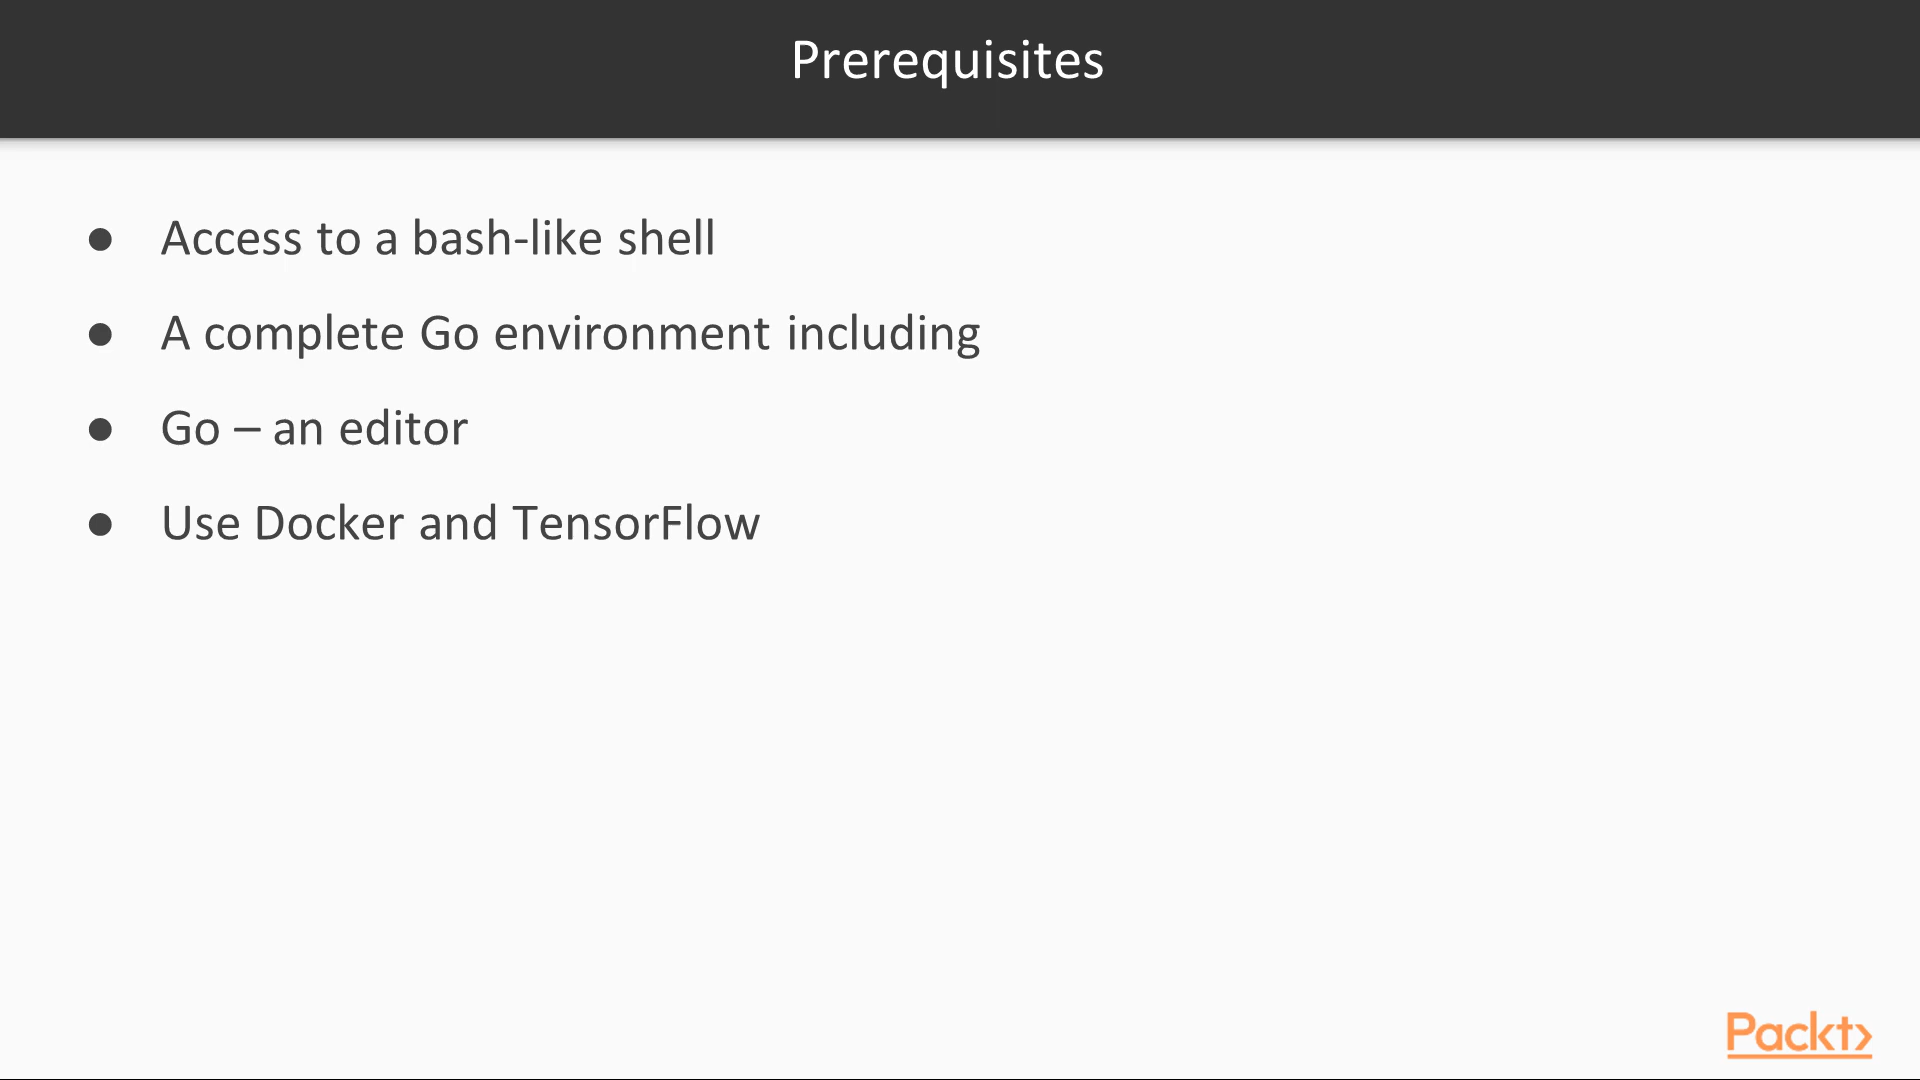 Prerequisites
● Access to a bash-like shell
● A complete Go environment including
● Go – an editor
● Use Docker and TensorFlow
Packt>